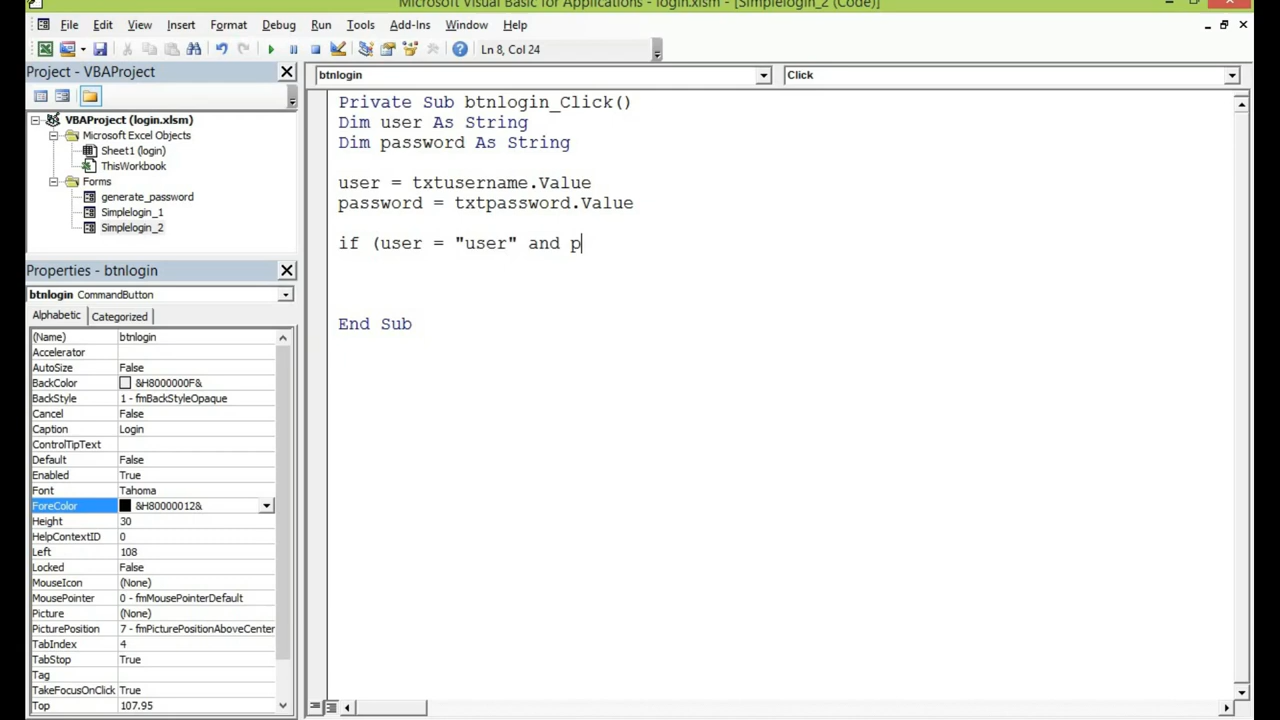 Microsoft Visual Basic for Applications - login.xlsm - [Simplelogin_2 (Code)]
File Edit View Insert Format Debug Run Tools Add-Ins Window Help
Ln 8, Col 24
Project - VBAProject
btnlogin Click
VBAProject (login.xlsm)
Microsoft Excel Objects
Sheet1 (login)
ThisWorkbook
Forms
generate_password
Simplelogin_1
Simplelogin_2
Properties - btnlogin
btnlogin CommandButton
Alphabetic Categorized
(Name) btnlogin
Accelerator
AutoSize False
BackColor &H8000000F&
BackStyle 1 - fmBackStyleOpaque
Cancel False
Caption Login
ControlTipText
Default False
Enabled True
Font Tahoma
ForeColor &H80000012&
Height 30
HelpContextID 0
Left 108
Locked False
MouseIcon (None)
MousePointer 0 - fmMousePointerDefault
Picture (None)
PicturePosition 7 - fmPicturePositionAboveCenter
TabIndex 4
TabStop True
Tag
TakeFocusOnClick True
Top 107.95
Private Sub btnlogin_Click()
Dim user As String
Dim password As String
user = txtusername.Value
password = txtpassword.Value
if (user = "user" and p
End Sub